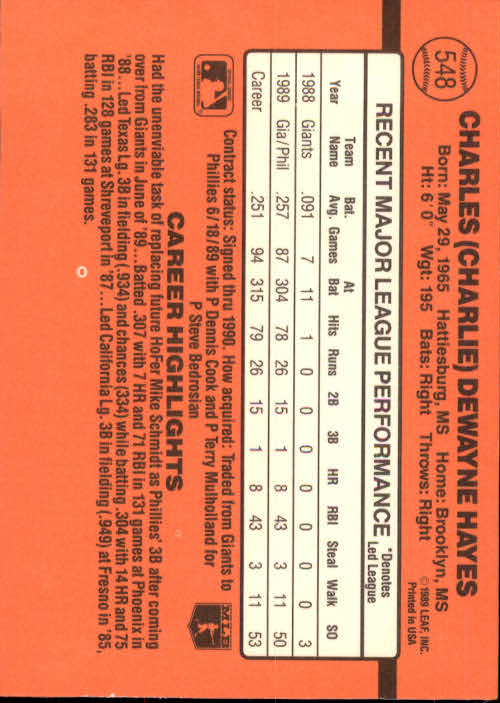 548
CHARLES (CHARLIE) DEWAYNE HAYES
Born: May 29, 1965 Hattiesburg, MS Home: Brooklyn, MS
Ht: 6' 0" Wgt: 195 Bats: Right Throws: Right
© 1989 LEAF, INC.
Printed in USA
RECENT MAJOR LEAGUE PERFORMANCE *Denotes Led League
Year Team Name Bat. Avg. Games At Bat Hits Runs 2B 3B HR RBI Steal Walk SO
1988 Giants .091 7 11 1 0 0 0 0 0 0 0 3
1989 Gia/Phil .257 87 304 78 26 15 1 8 43 3 11 50
Career .251 94 315 79 26 15 1 8 43 3 11 53
Contract status: Signed thru 1990. How acquired: Traded from Giants to
Phillies 6/18/89 with P Dennis Cook and P Terry Mulholland for
P Steve Bedrosian
MLB
CAREER HIGHLIGHTS
Had the unenviable task of replacing future HoFer Mike Schmidt as Phillies' 3B after coming
over from Giants in June of '89...Batted .307 with 7 HR and 71 RBI in 131 games at Phoenix in
'88...Led Texas Lg. 3B in fielding (.934) and chances (334) while batting .304 with 14 HR and 75
RBI in 128 games at Shreveport in '87...Led California Lg. 3B in fielding (.949) at Fresno in '85,
batting .283 in 131 games.